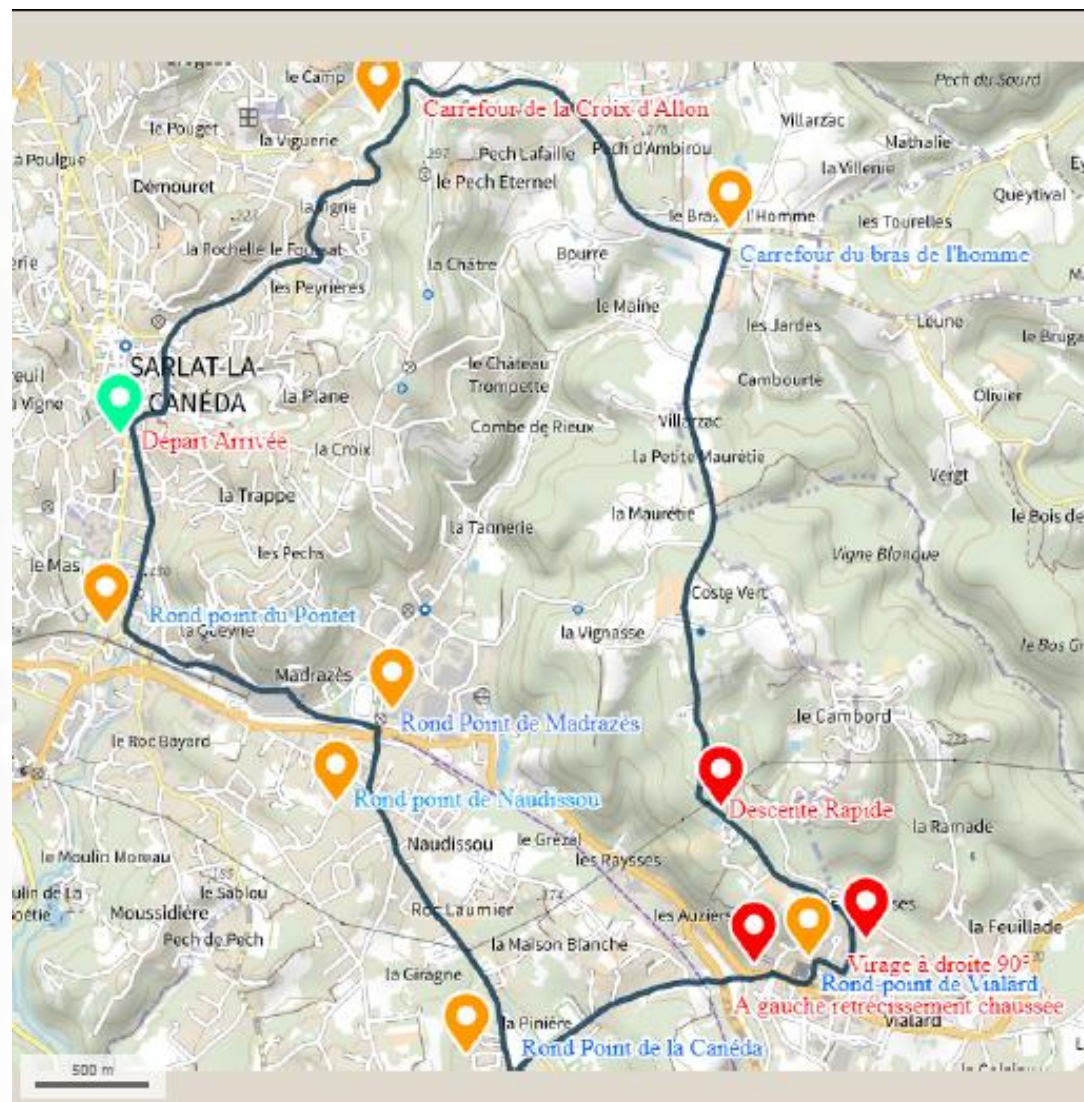 le Camp
Carrefour de la Croix d'Allon
Pech du Sourd
le Pouget
la Viguerie
Villarzac
Mathalie
.278
a Poulgue
.297
Pech Lafaille
Pech d'Ambirou
la Villenie
Démouret
le Pech Eternel
Queytival
la Vigne
le Bras l'Homme
les Tourelles
la Rochelle
la Châtre
Bourre
Carrefour du bras de l'homme
les Peyrières
le Maine
les Jardes
Leune
le Bruga
SARLAT-LA-
CANÉDA
le Château
Trompette
Cambourte
a Vigne
la Plane
Olivier
Départ Arrivée
la Croix
Combe de Rieux
Villarzac
la Petite Maurétie
Vergt
la Trappe
la Maurétie
le Bois de
la Tannerie
les Pechs
Vigne Blanque
le Mas
Coste Vert
Rond point du Pontet
la Queyrie
la Vignasse
Madrazès
le Cambord
Rond Point de Madrazès
le Roc Bayard
Rond point de Naudissou
Descente Rapide
Naudissou
le Grézal
la Ramade
le Moulin Moreau
les Raysses
le Sablou
Moussidière
Roc Laumier
les Auzièr
ses
la Feuillade
Pech de Pech
la Maison Blanche
la Giragne
Virage à droite 90°
Rond-point de Vialard
A gauche retrécissement chaussée
la Pinière
Vialard
Rond Point de la Canéda
500 m